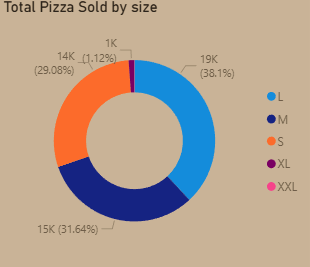 Total Pizza Sold by size
1K
(1.12%)
14K
(29.08%)
19K
(38.1%)
15K (31.64%)
L
M
S
XL
XXL